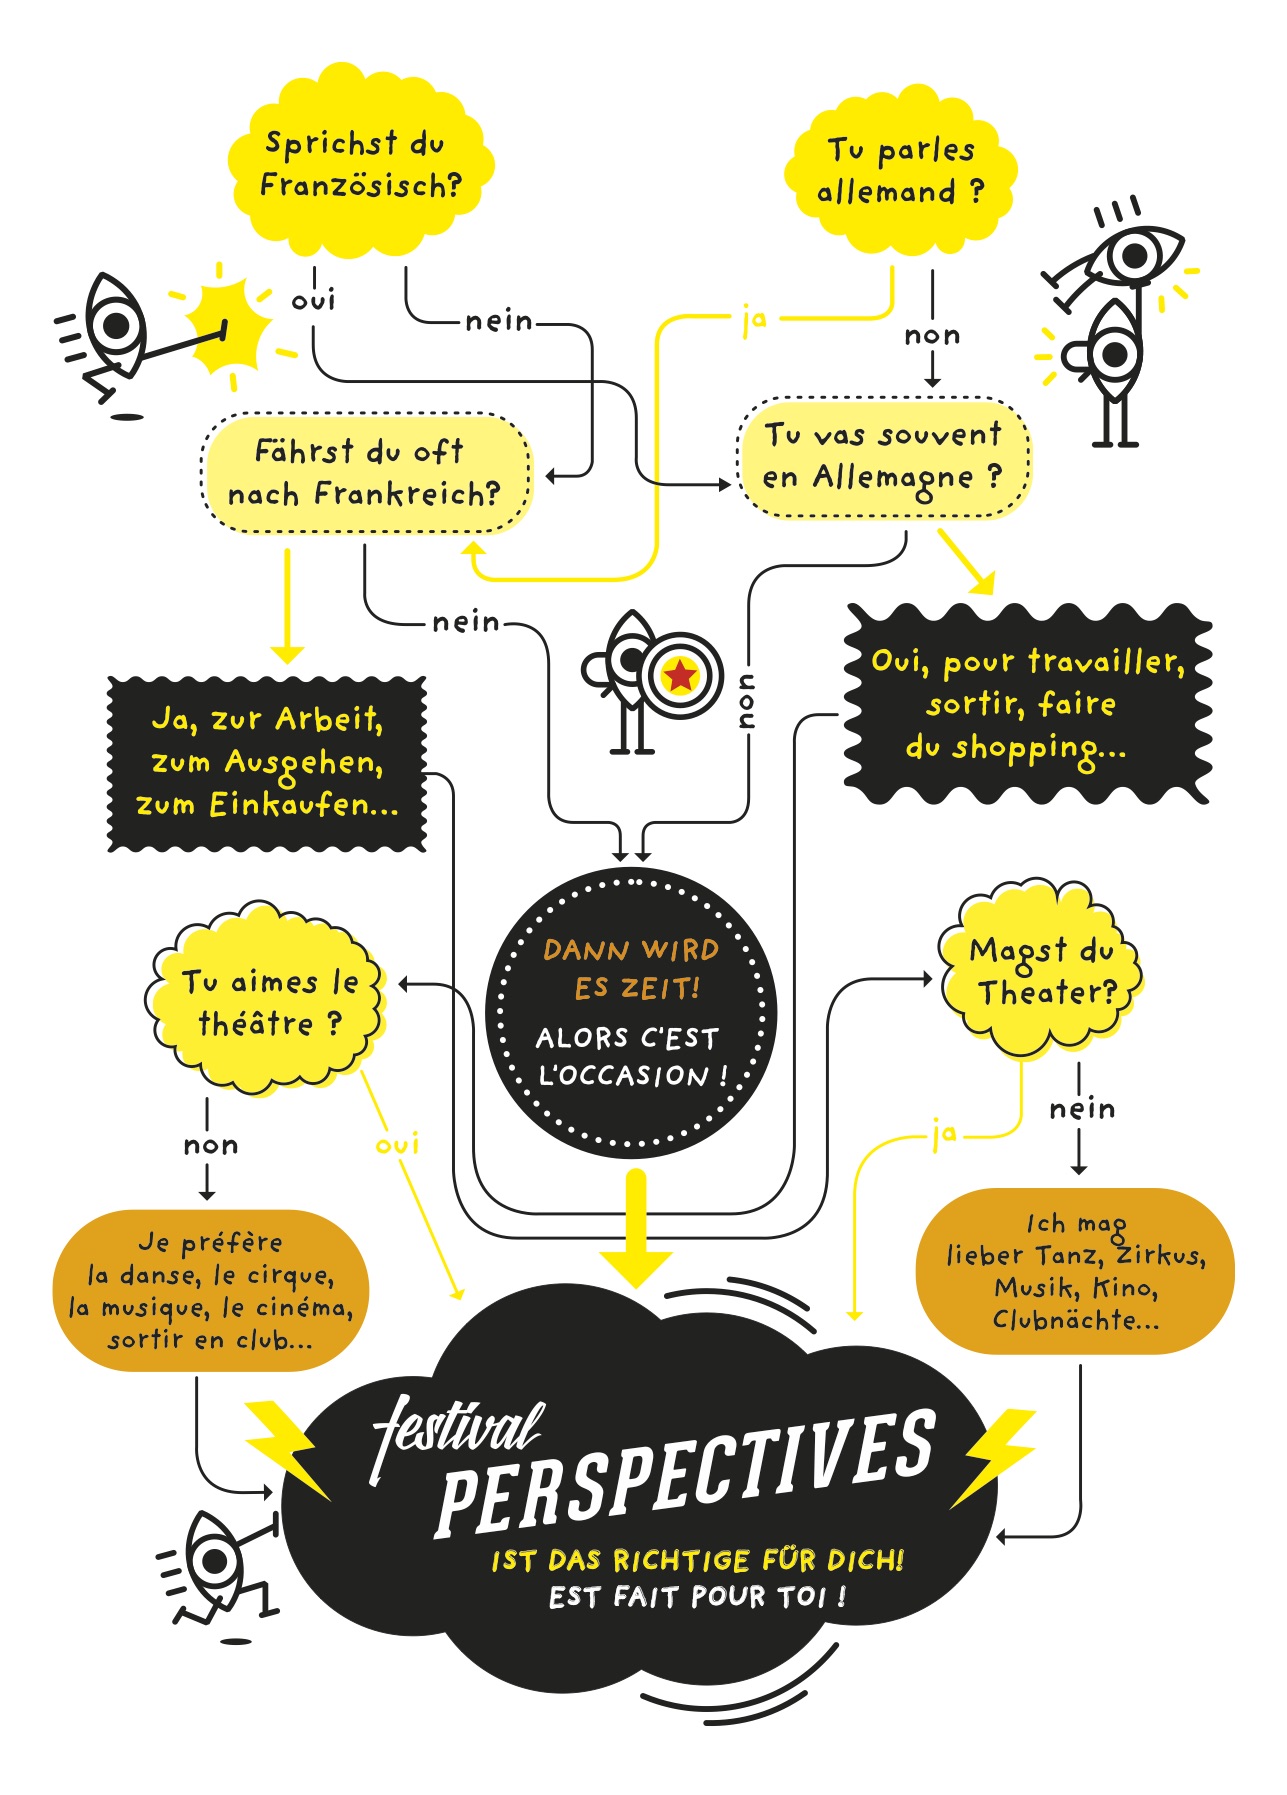 Sprichst du
Französisch?
Tu parles
allemand ?
oui
nein
ja
non
Fährst du oft
nach Frankreich?
Tu vas souvent
en Allemagne ?
nein
non
Ja, zur Arbeit,
zum Ausgehen,
zum Einkaufen...
Oui, pour travailler,
sortir, faire
du shopping...
DANN WIRD
ES ZEIT!
ALORS C'EST
L'OCCASION !
Tu aimes le
théâtre ?
Magst du
Theater?
non
oui
ja
nein
Je préfère
la danse, le cirque,
la musique, le cinéma,
sortir en club...
Ich mag
lieber Tanz, Zirkus,
Musik, Kino,
Clubnächte...
festival
PERSPECTIVES
IST DAS RICHTIGE FÜR DICH!
EST FAIT POUR TOI !